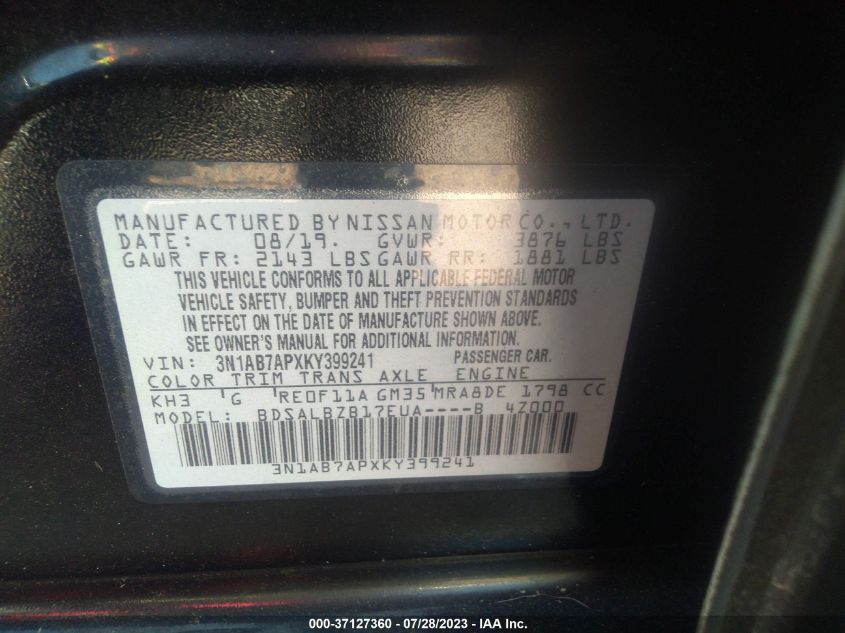 MANUFACTURED BY NISSAN MOTOR CO., LTD.
DATE: 08/19. GVWR: 3876 LBS
GAWR FR: 2143 LBS GAWR RR: 1881 LBS
THIS VEHICLE CONFORMS TO ALL APPLICABLE FEDERAL MOTOR
VEHICLE SAFETY, BUMPER AND THEFT PREVENTION STANDARDS
IN EFFECT ON THE DATE OF MANUFACTURE SHOWN ABOVE.
SEE OWNER'S MANUAL FOR ADDITIONAL INFORMATION.
VIN: 3N1AB7APXKY399241 PASSENGER CAR.
COLOR TRIM TRANS AXLE ENGINE
KH3 G RE0F11A GM35 MRA8DE 1798 CC
MODEL: BDSALBZB17EUA----B 4Z000
3N1AB7APXKY399241
000-37127360 — 07/28/2023 — IAA Inc.